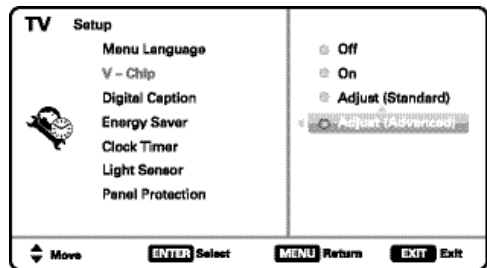 TV Setup
Menu Language
V - Chip
Digital Caption
Energy Saver
Clock Timer
Light Sensor
Panel Protection
Off
On
Adjust (Standard)
Adjust (Advanced)
Move ENTER Select MENU Return EXIT Exit